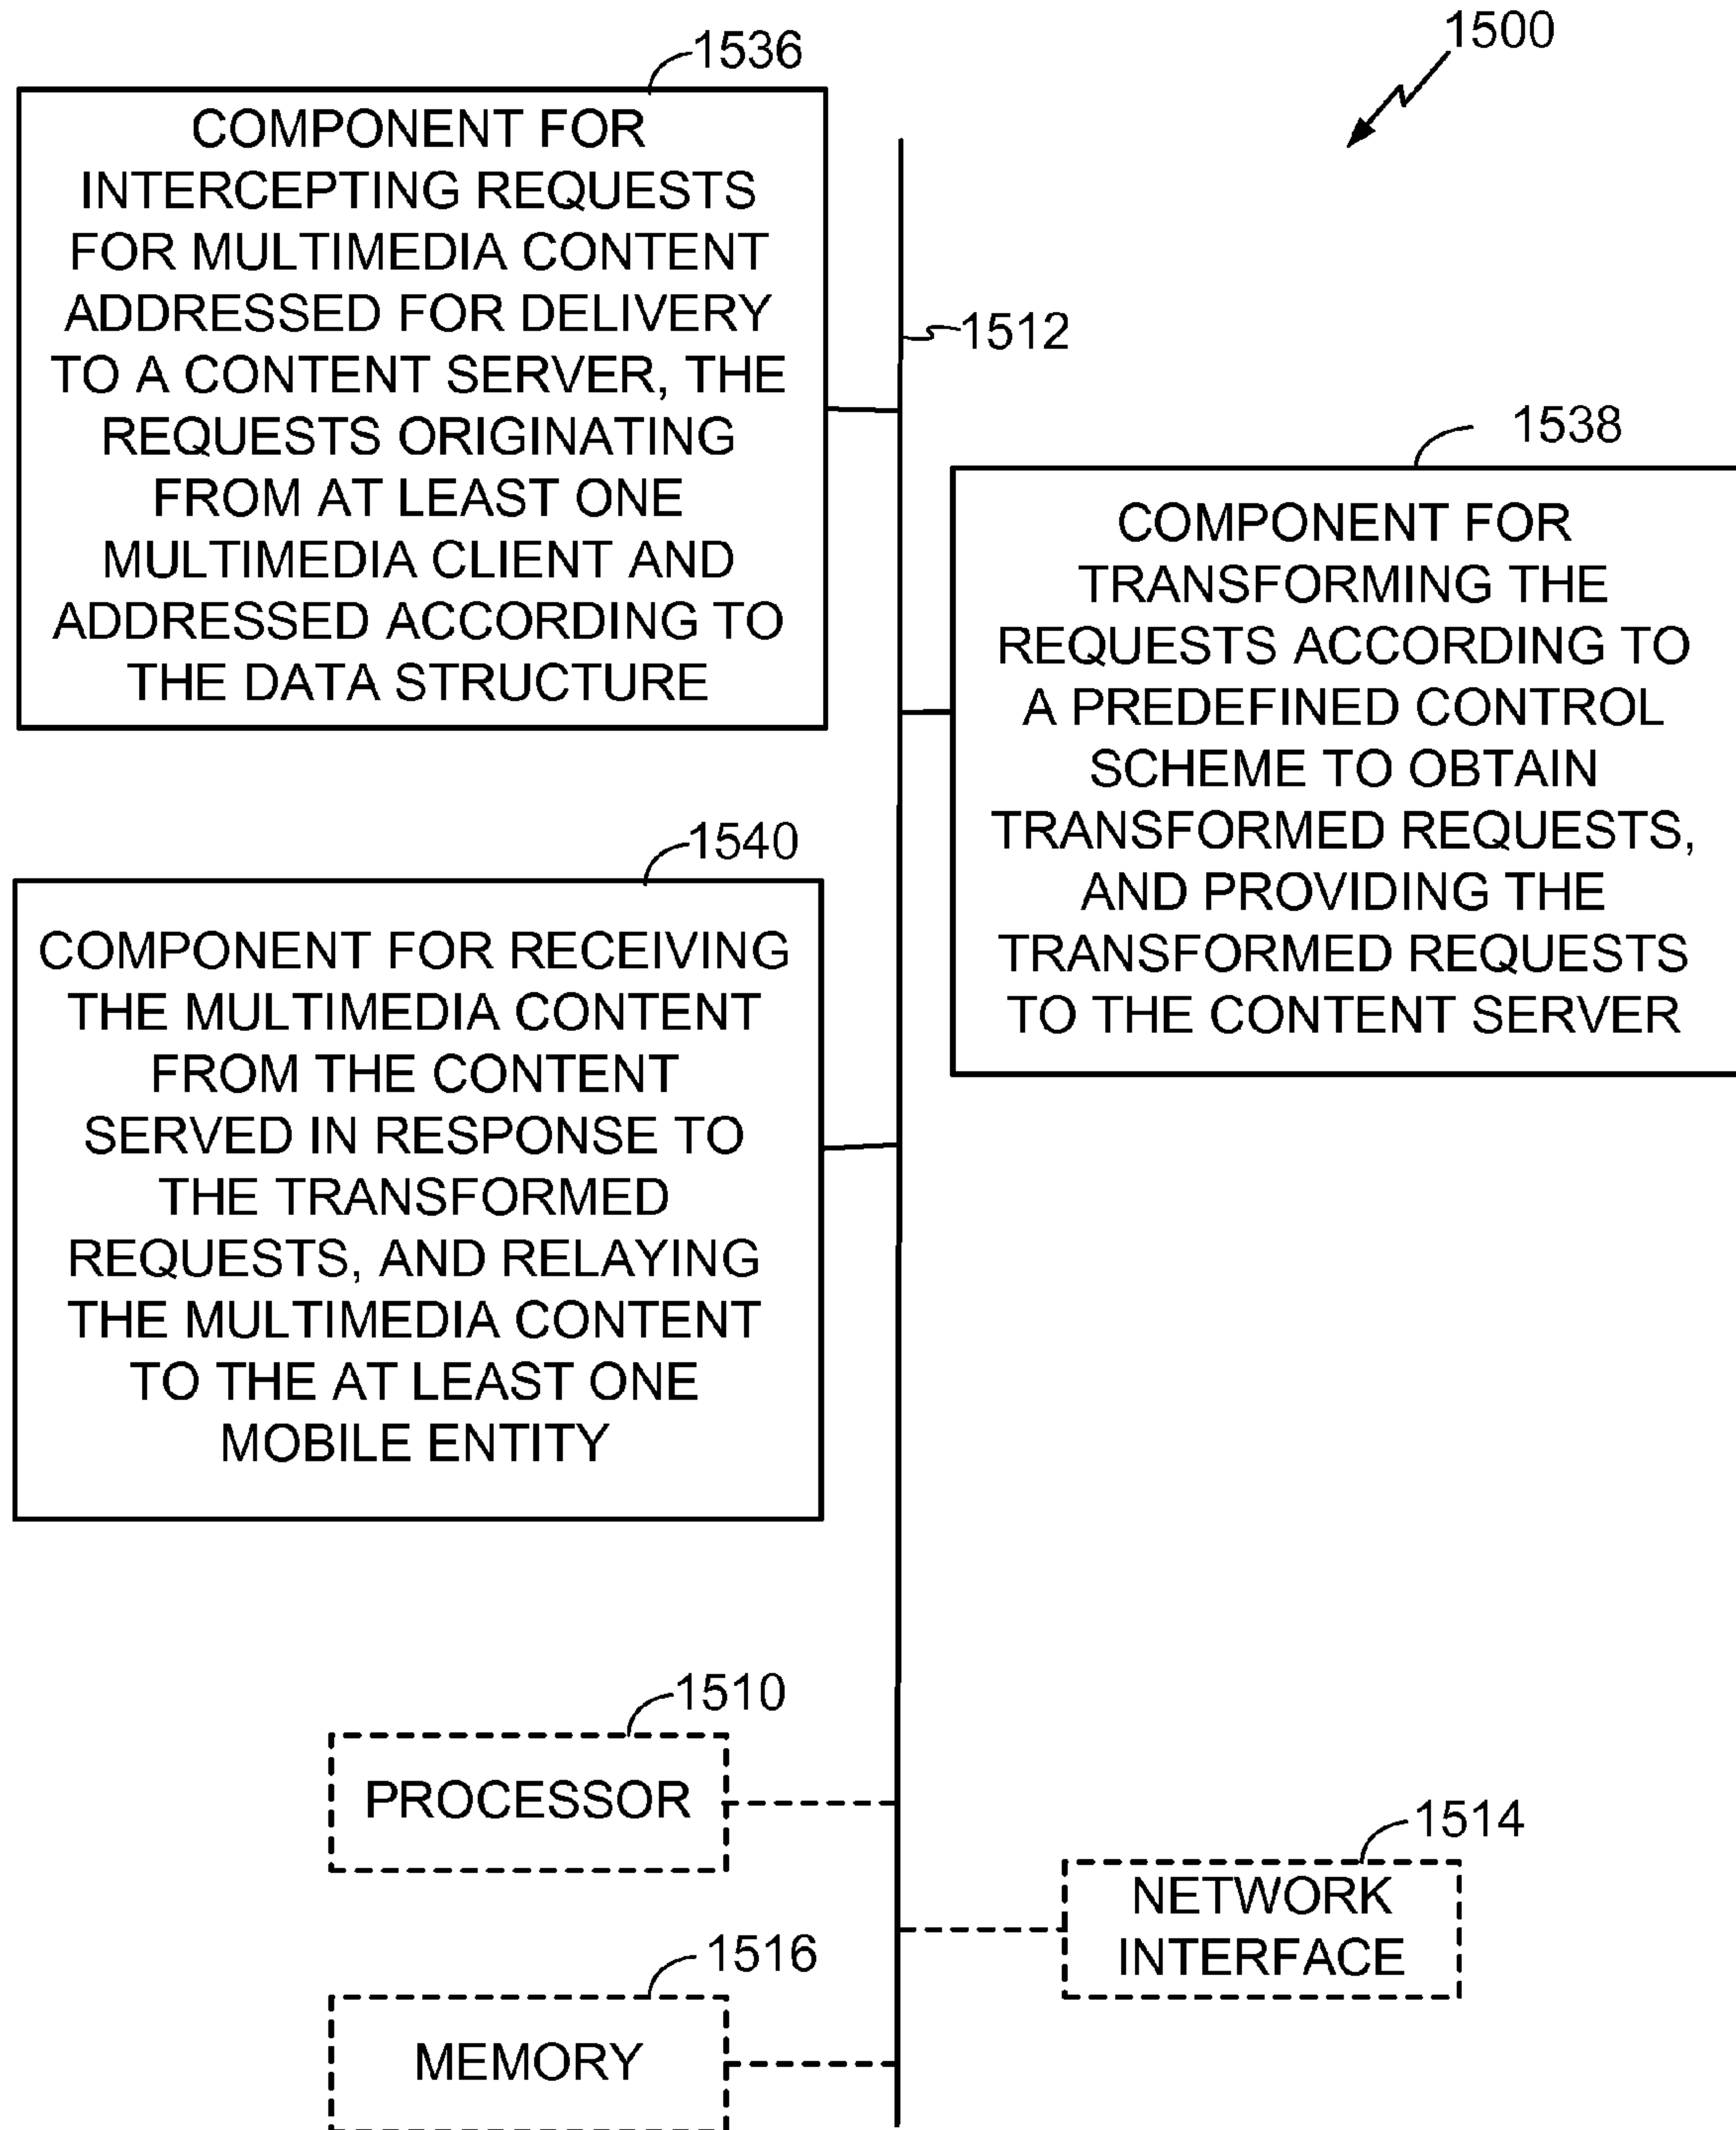 1500
1536
COMPONENT FOR
INTERCEPTING REQUESTS
FOR MULTIMEDIA CONTENT
ADDRESSED FOR DELIVERY
TO A CONTENT SERVER, THE
REQUESTS ORIGINATING
FROM AT LEAST ONE
MULTIMEDIA CLIENT AND
ADDRESSED ACCORDING TO
THE DATA STRUCTURE
1512
1538
COMPONENT FOR
TRANSFORMING THE
REQUESTS ACCORDING TO
A PREDEFINED CONTROL
SCHEME TO OBTAIN
TRANSFORMED REQUESTS,
AND PROVIDING THE
TRANSFORMED REQUESTS
TO THE CONTENT SERVER
1540
COMPONENT FOR RECEIVING
THE MULTIMEDIA CONTENT
FROM THE CONTENT
SERVED IN RESPONSE TO
THE TRANSFORMED
REQUESTS, AND RELAYING
THE MULTIMEDIA CONTENT
TO THE AT LEAST ONE
MOBILE ENTITY
1510
PROCESSOR
1514
NETWORK
INTERFACE
1516
MEMORY